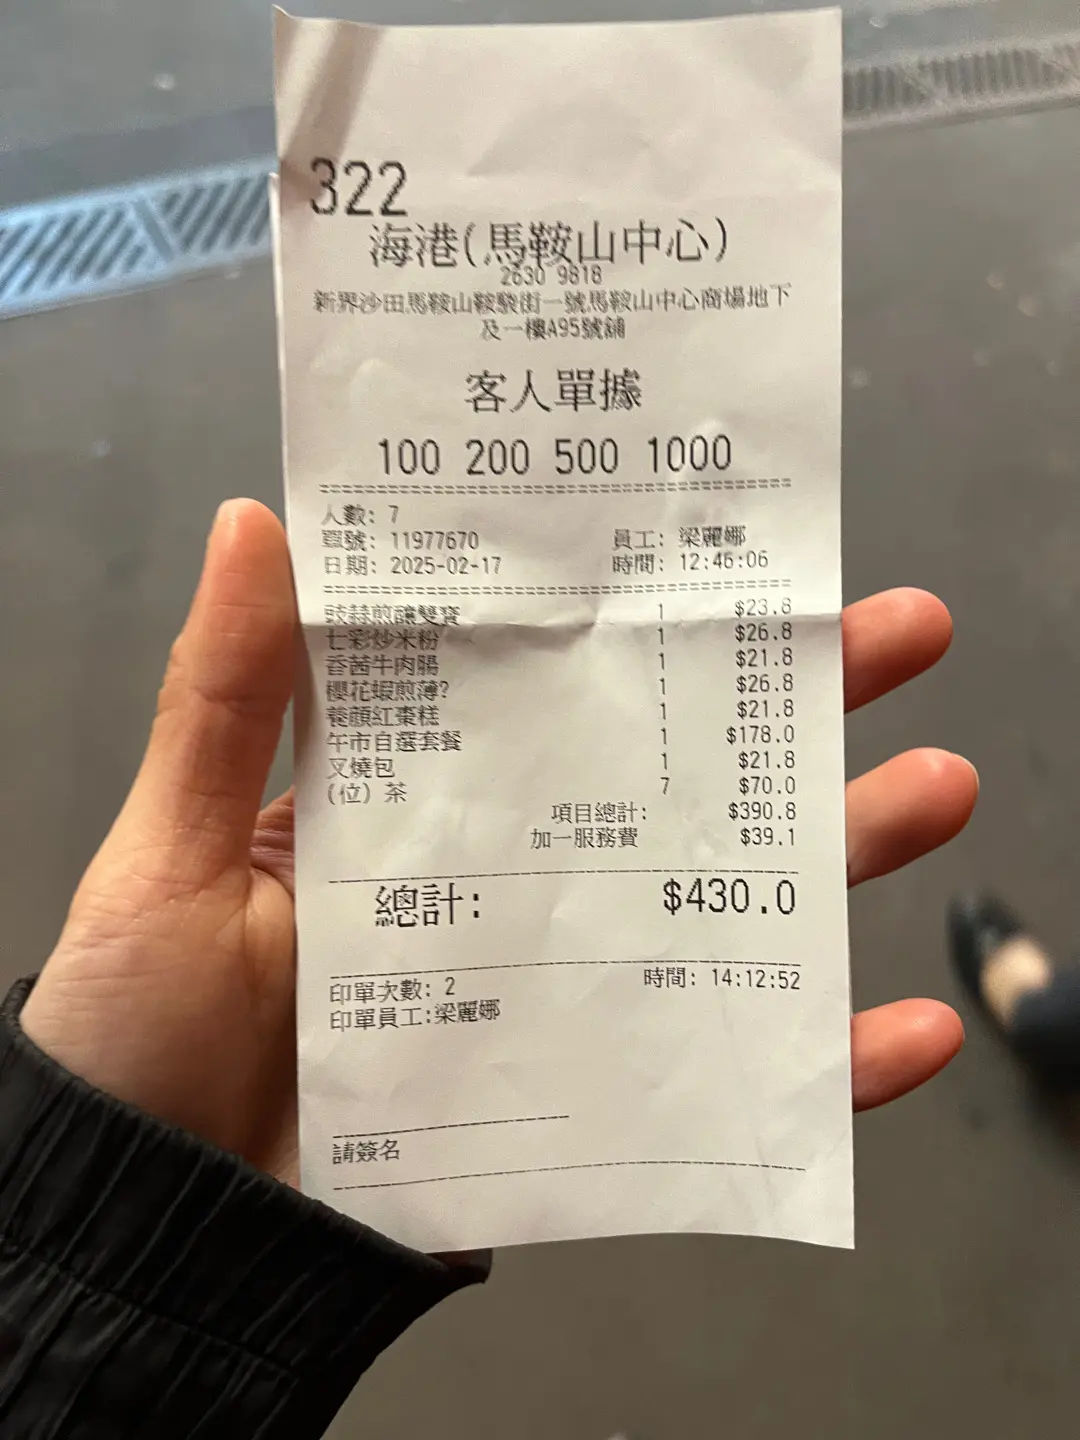 322
海港(馬鞍山中心)
2630 9818
新界沙田馬鞍山鞍駿街一號馬鞍山中心商場地下
及一樓A95號舖
客人單據
100 200 500 1000
人數: 7
單號: 11977670 員工: 梁麗娜
日期: 2025-02-17 時間: 12:46:06
豉蒜煎釀雙寶 1 $23.8
七彩炒米粉 1 $26.8
香茜牛肉腸 1 $21.8
櫻花蝦煎薄? 1 $26.8
養顏紅棗糕 1 $21.8
午市自選套餐 1 $178.0
叉燒包 1 $21.8
(位) 茶 7 $70.0
項目總計: $390.8
加一服務費 $39.1
總計: $430.0
印單次數: 2 時間: 14:12:52
印單員工:梁麗娜
請簽名